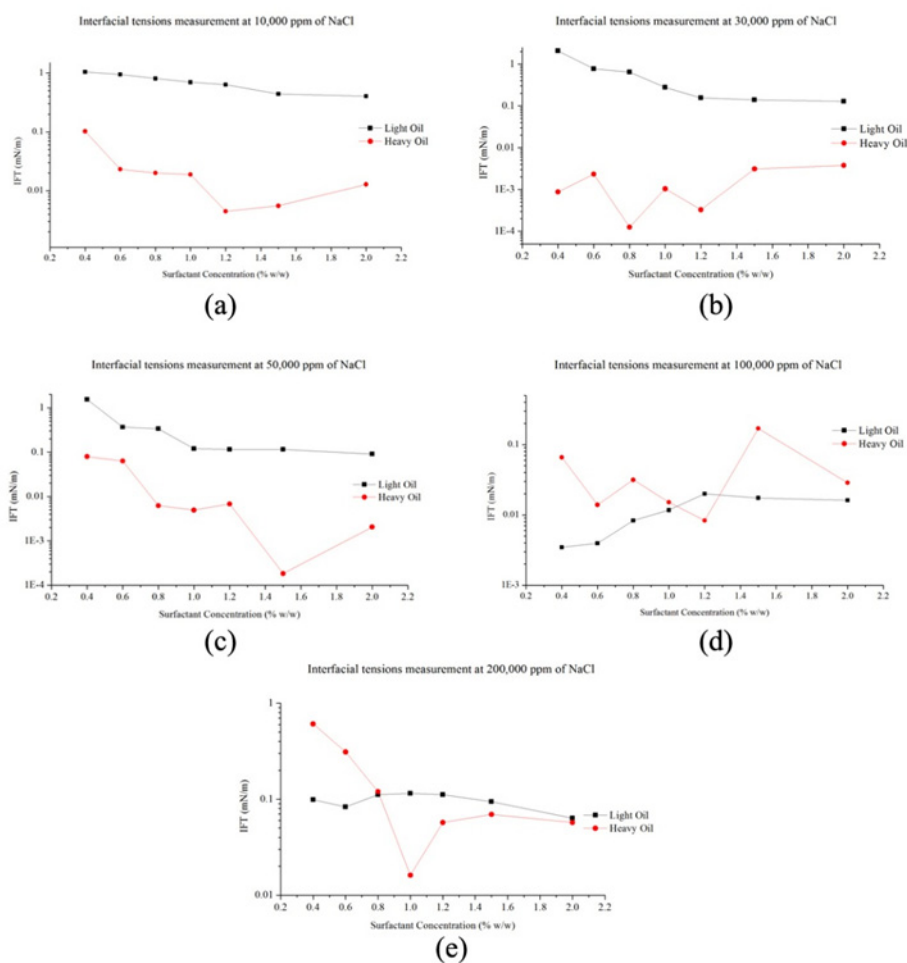 Interfacial tensions measurement at 10,000 ppm of NaCl
1
0.1
0.01
IFT (mN/m)
Light Oil
Heavy Oil
0.2 0.4 0.6 0.8 1.0 1.2 1.4 1.6 1.8 2.0 2.2
Surfactant Concentration (% w/w)
(a)
Interfacial tensions measurement at 30,000 ppm of NaCl
1
0.1
0.01
1E-3
1E-4
IFT (mN/m)
Light Oil
Heavy Oil
0.2 0.4 0.6 0.8 1.0 1.2 1.4 1.6 1.8 2.0 2.2
Surfactant Concentration (% w/w)
(b)
Interfacial tensions measurement at 50,000 ppm of NaCl
1
0.1
0.01
1E-3
1E-4
IFT (mN/m)
Light Oil
Heavy Oil
0.2 0.4 0.6 0.8 1.0 1.2 1.4 1.6 1.8 2.0 2.2
Surfactant Concentration (% w/w)
(c)
Interfacial tensions measurement at 100,000 ppm of NaCl
0.1
0.01
1E-3
IFT (mN/m)
Light Oil
Heavy Oil
0.2 0.4 0.6 0.8 1.0 1.2 1.4 1.6 1.8 2.0 2.2
Surfactant Concentration (% w/w)
(d)
Interfacial tensions measurement at 200,000 ppm of NaCl
1
0.1
0.01
IFT (mN/m)
Light Oil
Heavy Oil
0.2 0.4 0.6 0.8 1.0 1.2 1.4 1.6 1.8 2.0 2.2
Surfactant Concentration (% w/w)
(e)